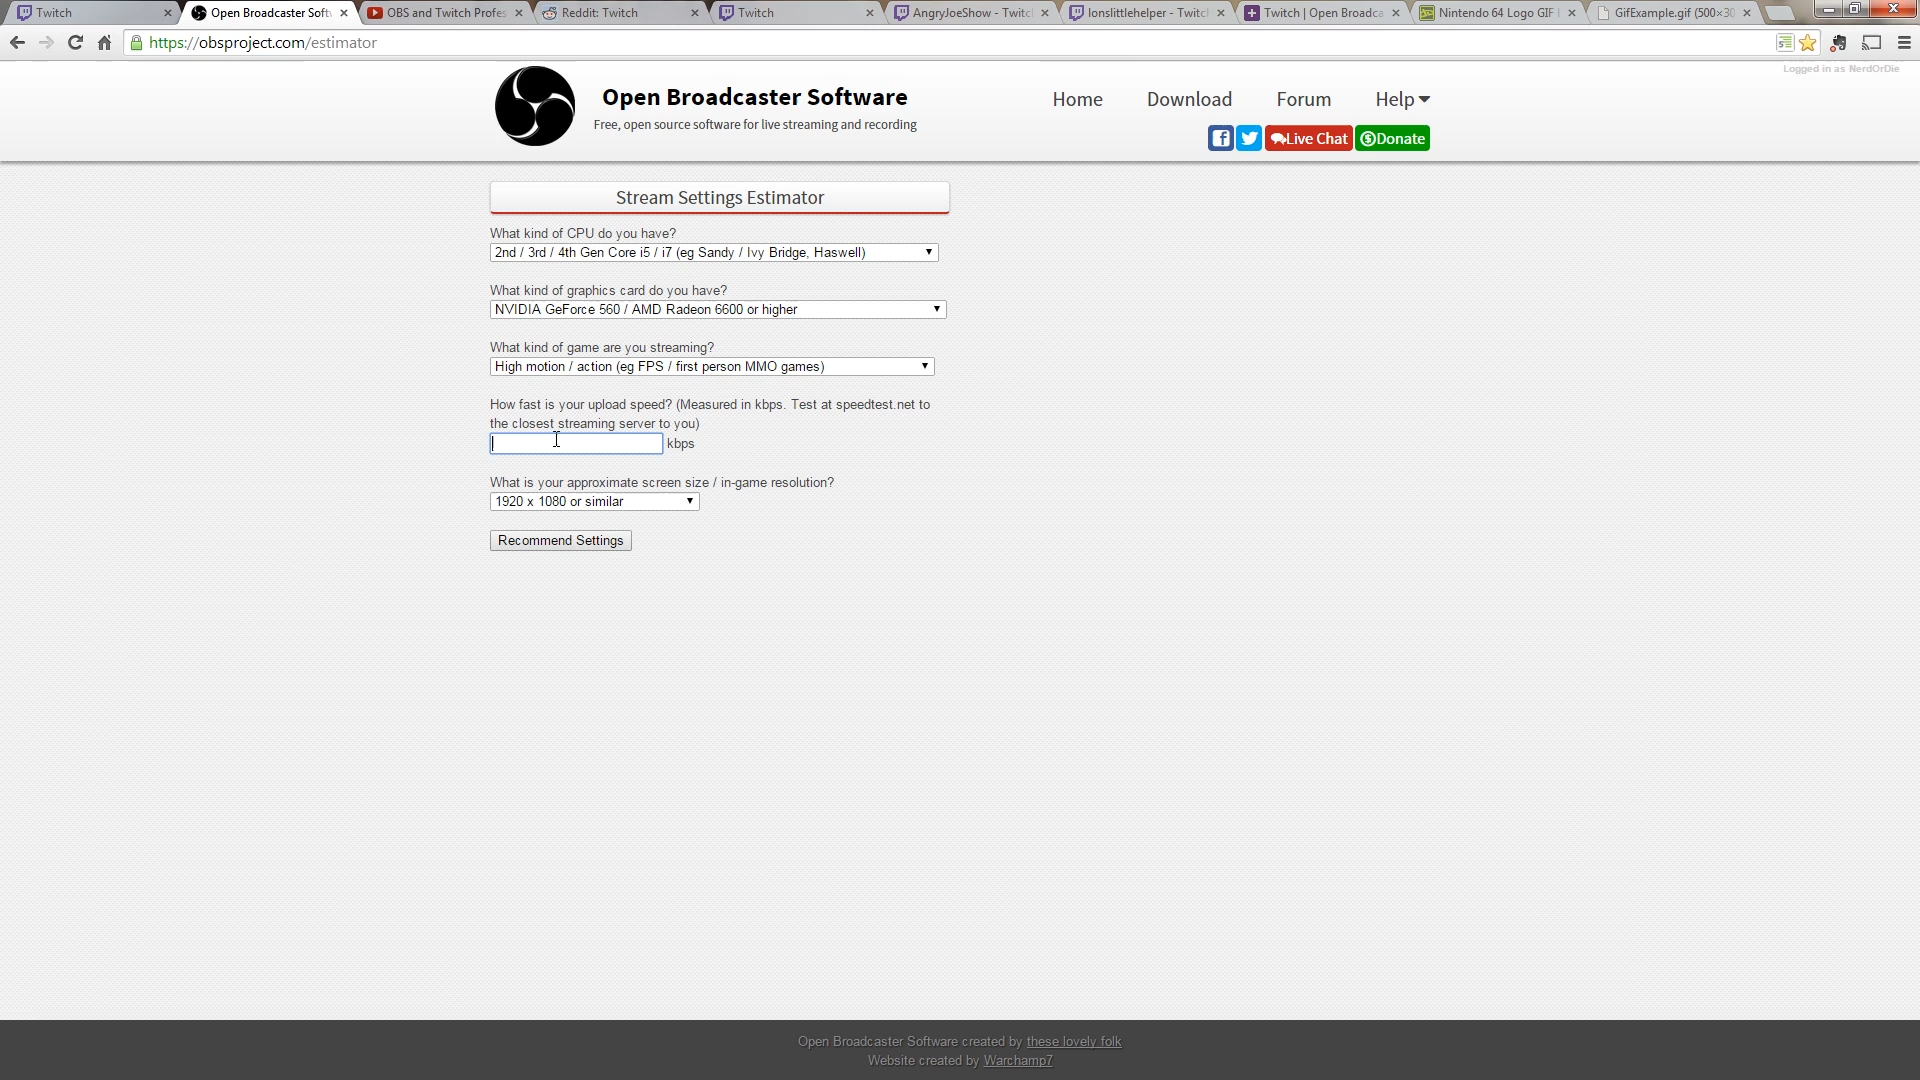 Twitch
Open Broadcaster Soft
OBS and Twitch Profes
Reddit: Twitch
Twitch
AngryJoeShow - Twitc
lonslittlehelper - Twitc
Twitch | Open Broadca
Nintendo 64 Logo GIF
GifExample.gif (500×30
https://obsproject.com/estimator
Logged in as NerdOrDie
Open Broadcaster Software
Free, open source software for live streaming and recording
Home
Download
Forum
Help
Live Chat
Donate
Stream Settings Estimator
What kind of CPU do you have?
2nd / 3rd / 4th Gen Core i5 / i7 (eg Sandy / Ivy Bridge, Haswell)
What kind of graphics card do you have?
NVIDIA GeForce 560 / AMD Radeon 6600 or higher
What kind of game are you streaming?
High motion / action (eg FPS / first person MMO games)
How fast is your upload speed? (Measured in kbps. Test at speedtest.net to
the closest streaming server to you)
kbps
What is your approximate screen size / in-game resolution?
1920 x 1080 or similar
Recommend Settings
Open Broadcaster Software created by these lovely folk
Website created by Warchamp7